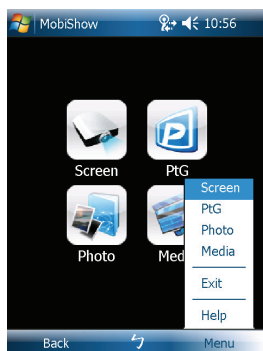 MobiShow 10:56
Screen PtG
Screen
PtG
Photo
Media
Exit
Help
Photo Med
Back Menu